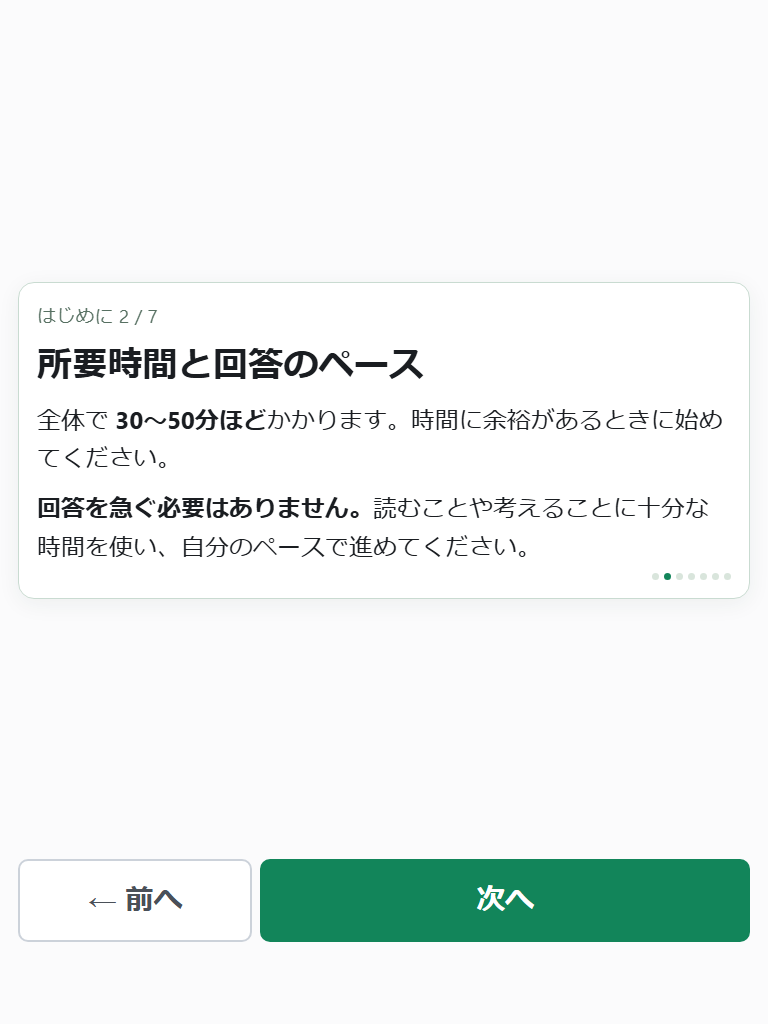 はじめに 2 / 7
所要時間と回答のペース
全体で 30〜50分ほどかかります。時間に余裕があるときに始め
てください。
回答を急ぐ必要はありません。読むことや考えることに十分な
時間を使い、自分のペースで進めてください。
← 前へ
次へ